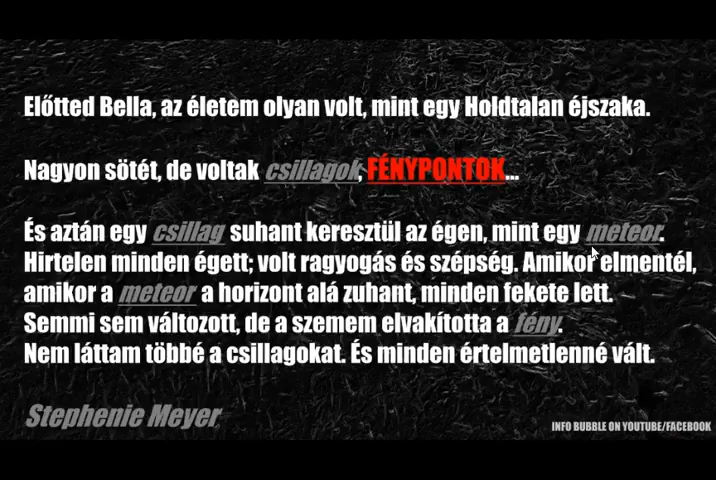 Előtted Bella, az életem olyan volt, mint egy Holdtalan éjszaka.
Nagyon sötét, de voltak csillagok, FÉNYPONTOK...
És aztán egy csillag suhant keresztül az égen, mint egy meteor.
Hirtelen minden égett; volt ragyogás és szépség. Amikor elmentél,
amikor a meteor a horizont alá zuhant, minden fekete lett.
Semmi sem változott, de a szemem elvakította a fény.
Nem láttam többé a csillagokat. És minden értelmetlenné vált.
Stephenie Meyer
INFO BUBBLE ON YOUTUBE/FACEBOOK